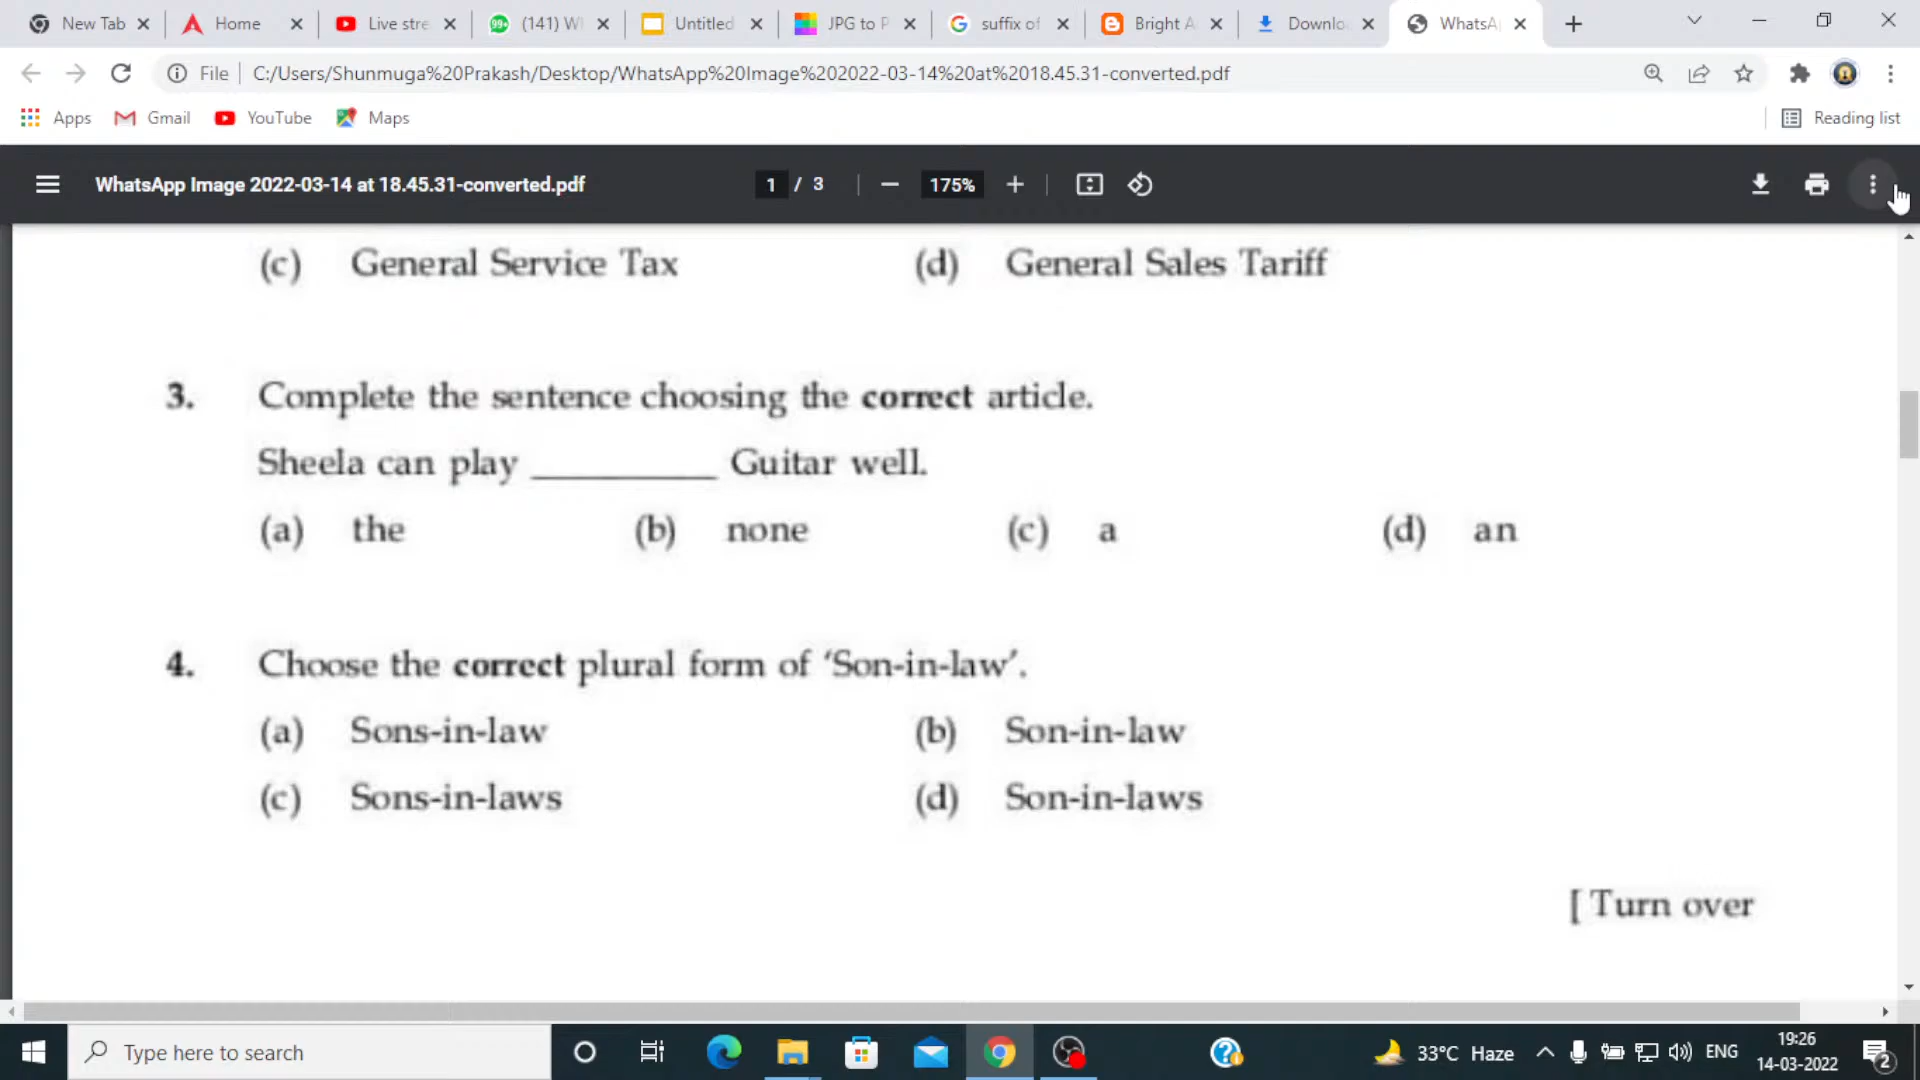 New Tab
Home
Live stre
(141) W
Untitled
JPG to P
suffix of
Bright A
Downlo
WhatsA
File
C:/Users/Shunmuga%20Prakash/Desktop/WhatsApp%20Image%202022-03-14%20at%2018.45.31-converted.pdf
Apps
Gmail
YouTube
Maps
Reading list
WhatsApp Image 2022-03-14 at 18.45.31-converted.pdf
1 / 3
175%
(c) General Service Tax (d) General Sales Tariff
3. Complete the sentence choosing the correct article.
Sheela can play __________ Guitar well.
(a) the (b) none (c) a (d) an
4. Choose the correct plural form of ‘Son-in-law’.
(a) Sons-in-law (b) Son-in-law
(c) Sons-in-laws (d) Son-in-laws
[ Turn over
Type here to search
33°C Haze
ENG
19:26
14-03-2022
2